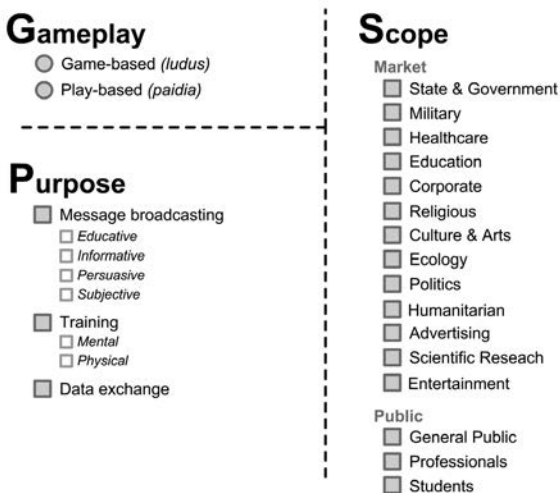 Gameplay
Game-based (ludus)
Play-based (paidia)
Purpose
Message broadcasting
Educative
Informative
Persuasive
Subjective
Training
Mental
Physical
Data exchange
Scope
Market
State & Government
Military
Healthcare
Education
Corporate
Religious
Culture & Arts
Ecology
Politics
Humanitarian
Advertising
Scientific Reseach
Entertainment
Public
General Public
Professionals
Students